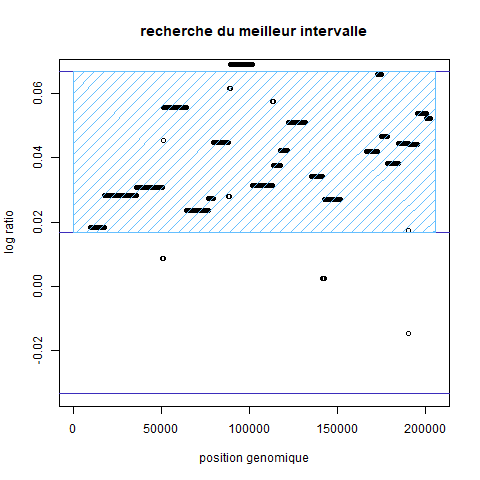 recherche du meilleur intervalle
log ratio
0.06
0.04
0.02
0.00
-0.02
0 50000 100000 150000 200000
position genomique